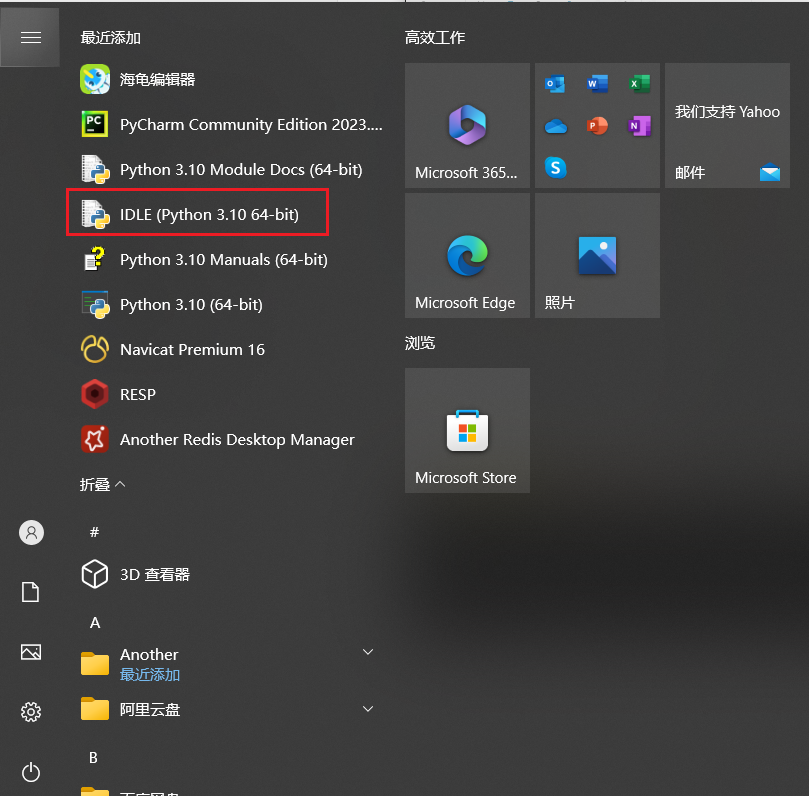 最近添加
海龟编辑器
PyCharm Community Edition 2023....
Python 3.10 Module Docs (64-bit)
IDLE (Python 3.10 64-bit)
Python 3.10 Manuals (64-bit)
Python 3.10 (64-bit)
Navicat Premium 16
RESP
Another Redis Desktop Manager
折叠
#
3D 查看器
A
Another
最近添加
阿里云盘
B
高效工作
Microsoft 365...
我们支持 Yahoo
邮件
Microsoft Edge
照片
浏览
Microsoft Store